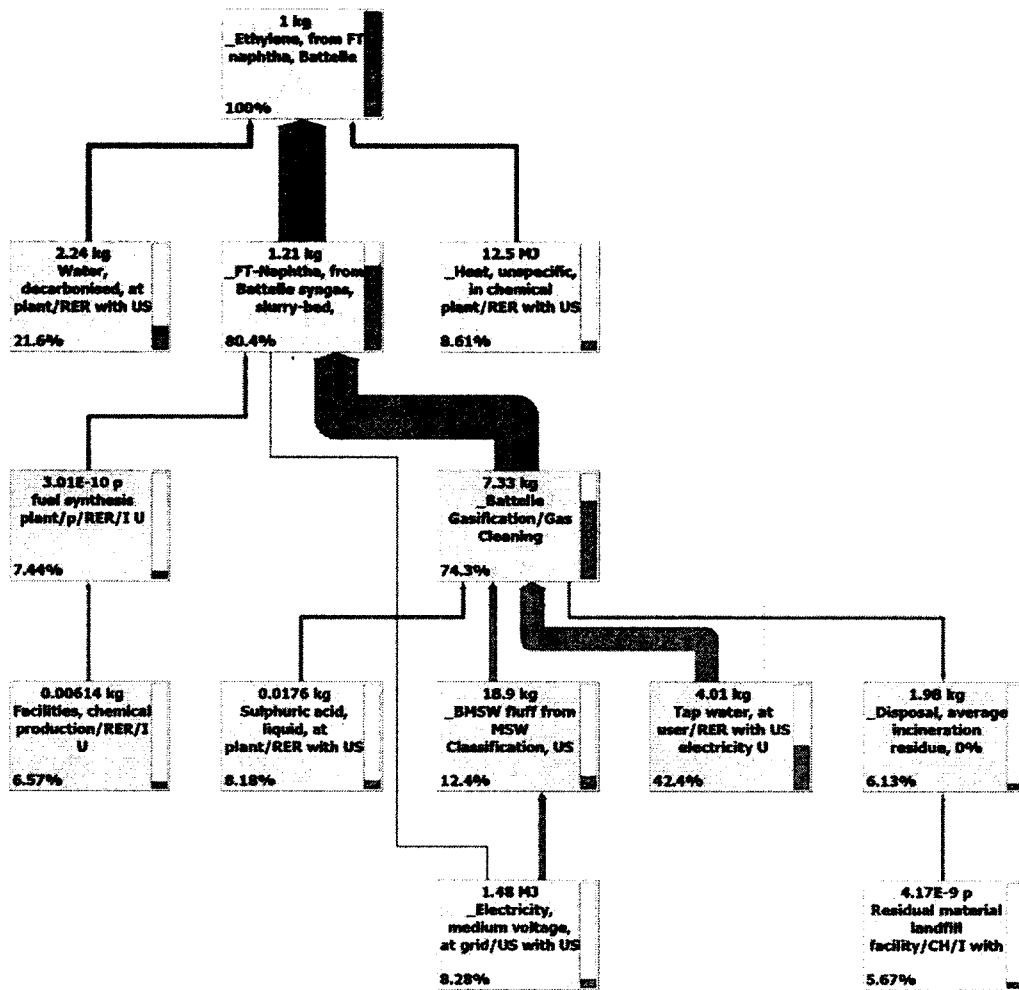 1 kg
_Ethylene, from FT
naphtha, Battelle
100%
2.24 kg
Water,
decarbonised, at
plant/RER with US
21.6%
1.21 kg
_FT-Naphtha, from
Battelle syngas,
slurry-bed,
80.4%
12.5 MJ
_Heat, unspecific,
in chemical
plant/RER with US
8.61%
3.01E-10 p
fuel synthesis
plant/p/RER/I U
7.44%
7.33 kg
_Battelle
Gasification/Gas
Cleaning
74.3%
0.00614 kg
Facilities, chemical
production/RER/I
U
6.57%
0.0176 kg
Sulphuric acid,
liquid, at
plant/RER with US
8.18%
18.9 kg
_BMSW fluff from
MSW
Classification, US
12.4%
4.01 kg
Tap water, at
user/RER with US
electricity U
42.4%
1.98 kg
_Disposal, average
incineration
residue, 0%
6.13%
1.48 MJ
_Electricity,
medium voltage,
at grid/US with US
8.28%
4.17E-9 p
Residual material
landfill
facility/CH/I with
5.67%